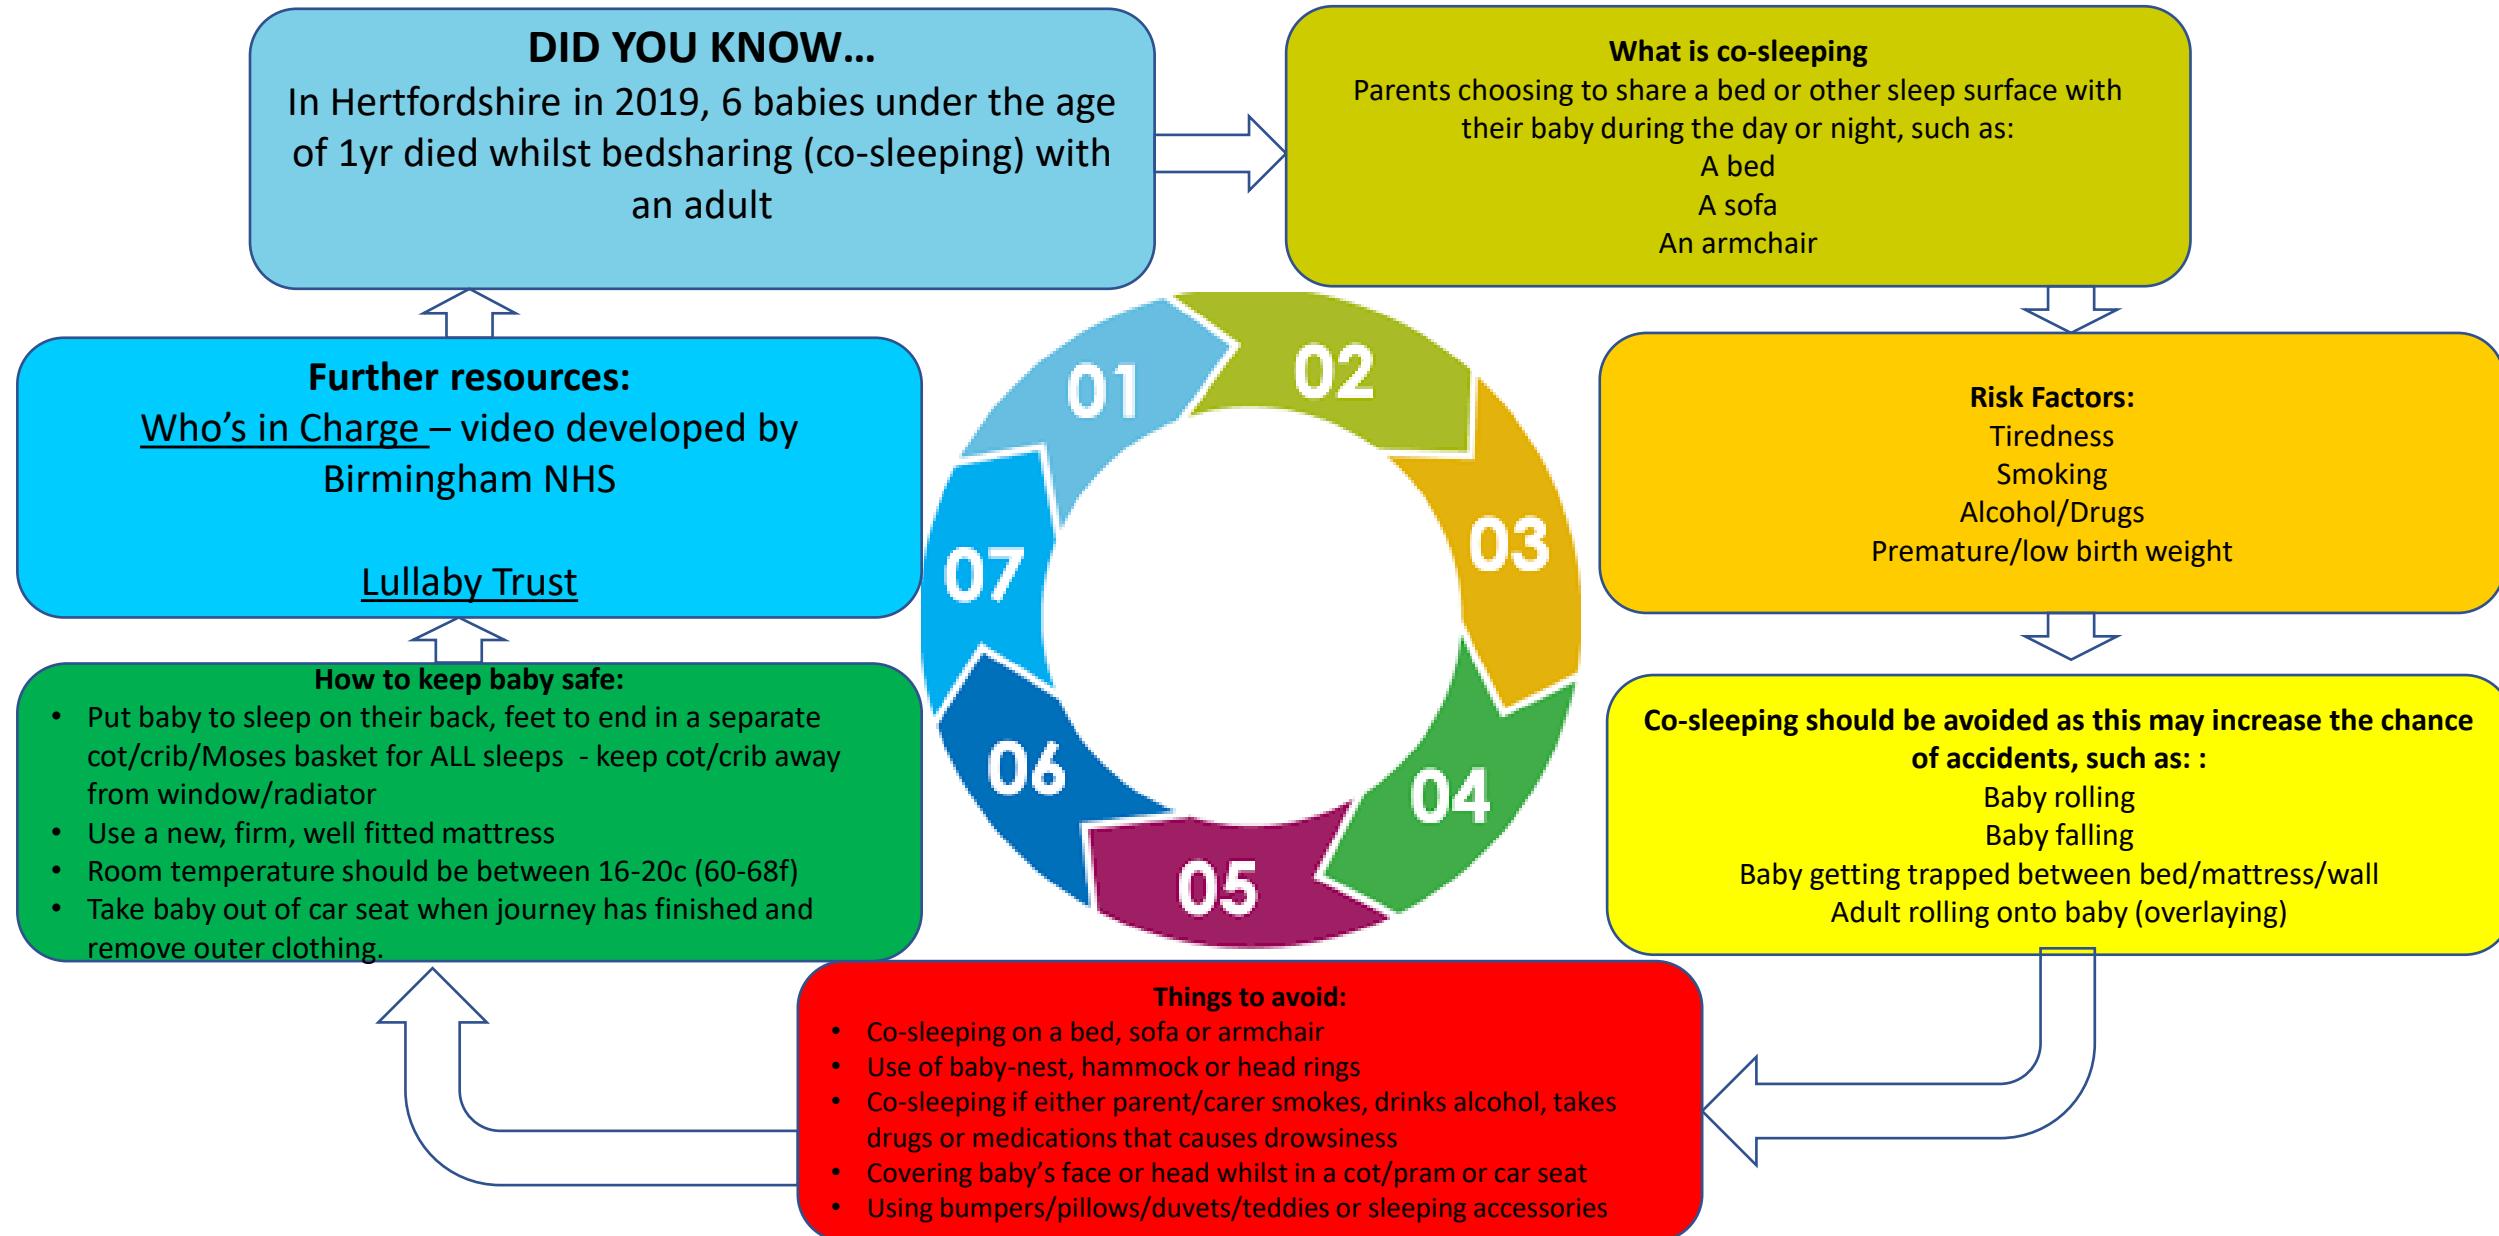 DID YOU KNOW...
In Hertfordshire in 2019, 6 babies under the age
of 1yr died whilst bedsharing (co-sleeping) with
an adult
What is co-sleeping
Parents choosing to share a bed or other sleep surface with
their baby during the day or night, such as:
A bed
A sofa
An armchair
Risk Factors:
Tiredness
Smoking
Alcohol/Drugs
Premature/low birth weight
Co-sleeping should be avoided as this may increase the chance
of accidents, such as: :
Baby rolling
Baby falling
Baby getting trapped between bed/mattress/wall
Adult rolling onto baby (overlaying)
Things to avoid:
• Co-sleeping on a bed, sofa or armchair
• Use of baby-nest, hammock or head rings
• Co-sleeping if either parent/carer smokes, drinks alcohol, takes
drugs or medications that causes drowsiness
• Covering baby's face or head whilst in a cot/pram or car seat
• Using bumpers/pillows/duvets/teddies or sleeping accessories
How to keep baby safe:
• Put baby to sleep on their back, feet to end in a separate
cot/crib/Moses basket for ALL sleeps - keep cot/crib away
from window/radiator
• Use a new, firm, well fitted mattress
• Room temperature should be between 16-20c (60-68f)
• Take baby out of car seat when journey has finished and
remove outer clothing.
Further resources:
Who's in Charge – video developed by
Birmingham NHS
Lullaby Trust
01
02
03
04
05
06
07